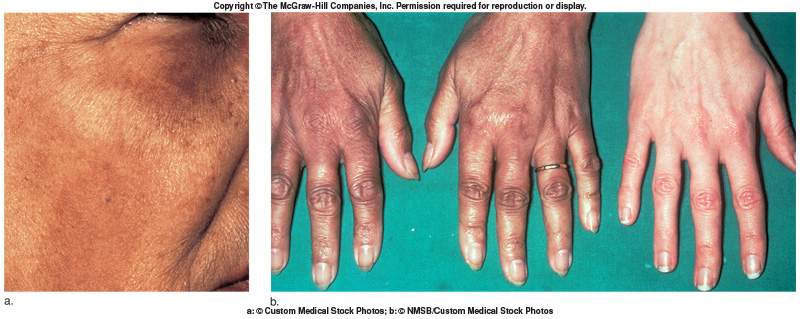 Copyright ©The McGraw-Hill Companies, Inc. Permission required for reproduction or display.
a.
b.
a: © Custom Medical Stock Photos; b: © NMSB/Custom Medical Stock Photos